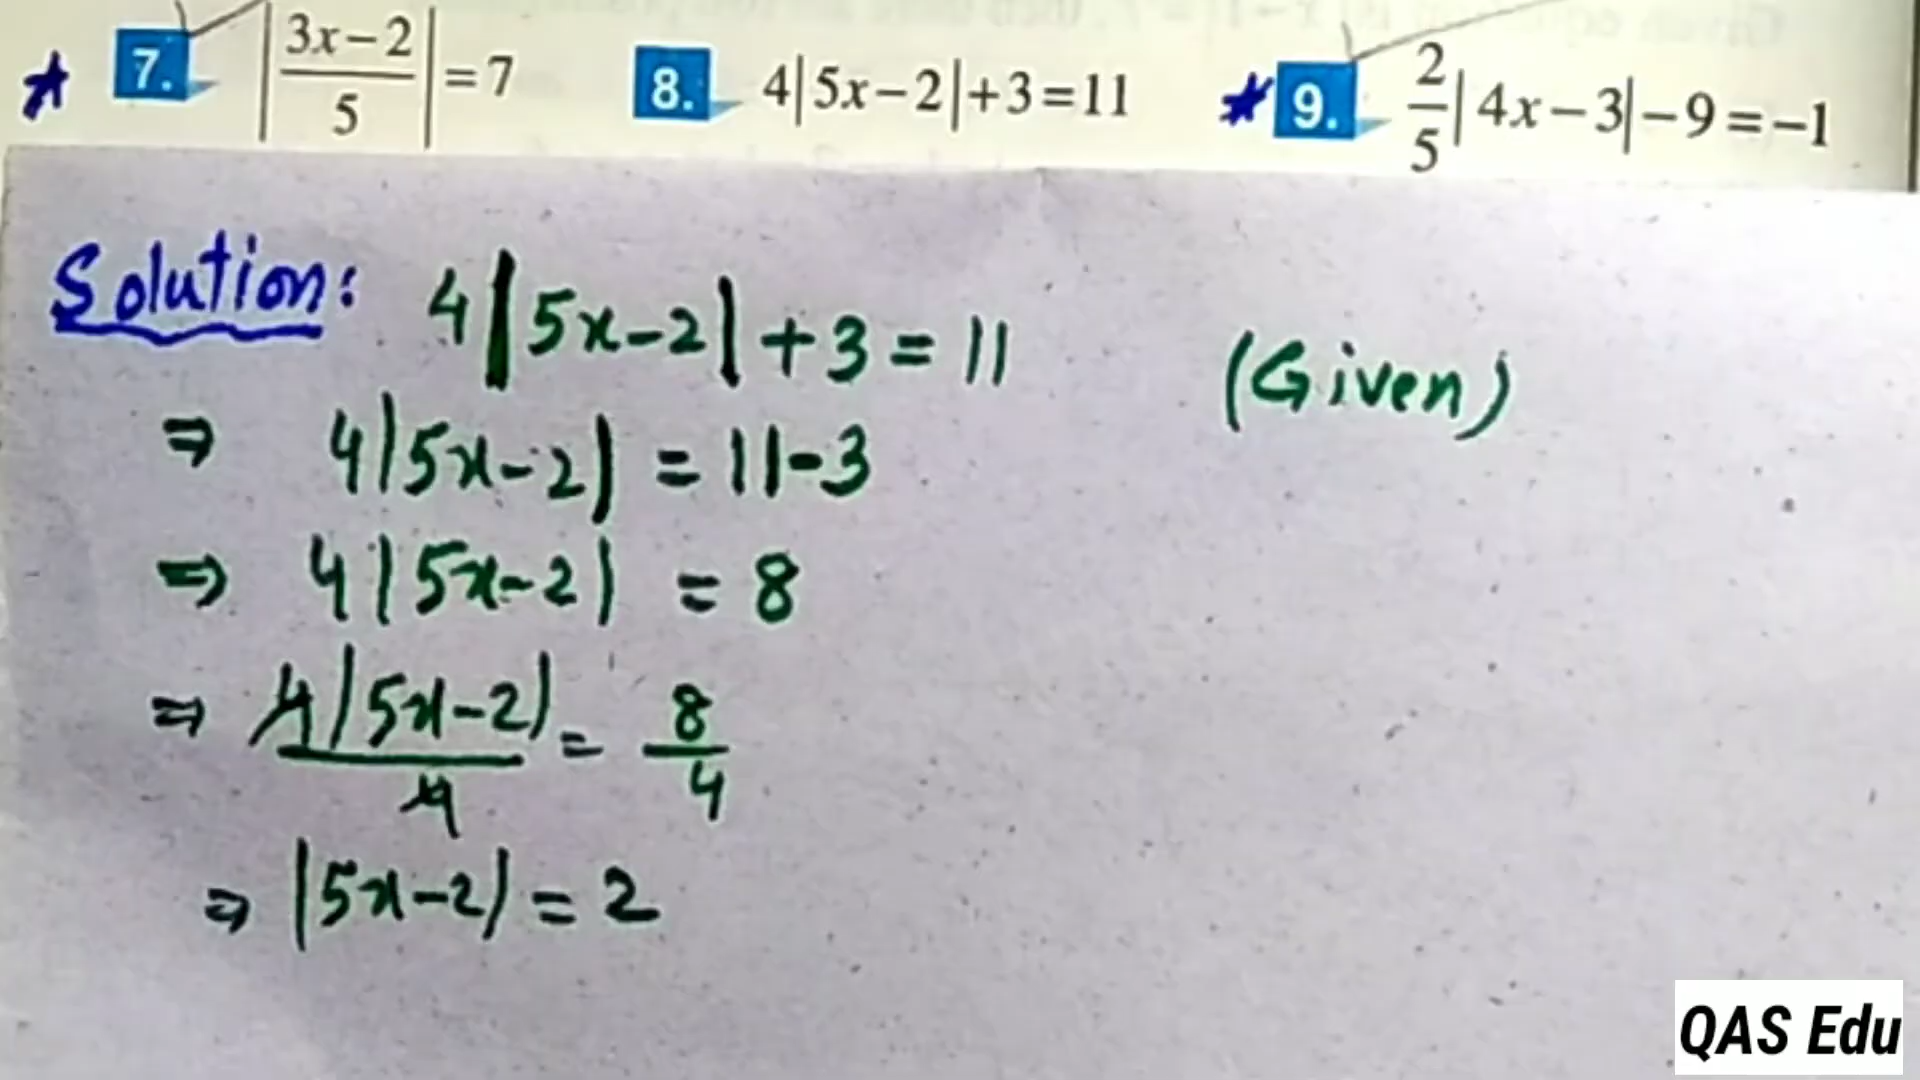 7. |3x−2/5|=7 8. 4|5x−2|+3=11 9. 2/5|4x−3|−9=−1
Solution: 4|5x−2|+3=11 (Given)
⇒ 4|5x−2| = 11−3
⇒ 4|5x−2| = 8
⇒ 4|5x−2|/4 = 8/4
⇒ |5x−2| = 2
QAS Edu